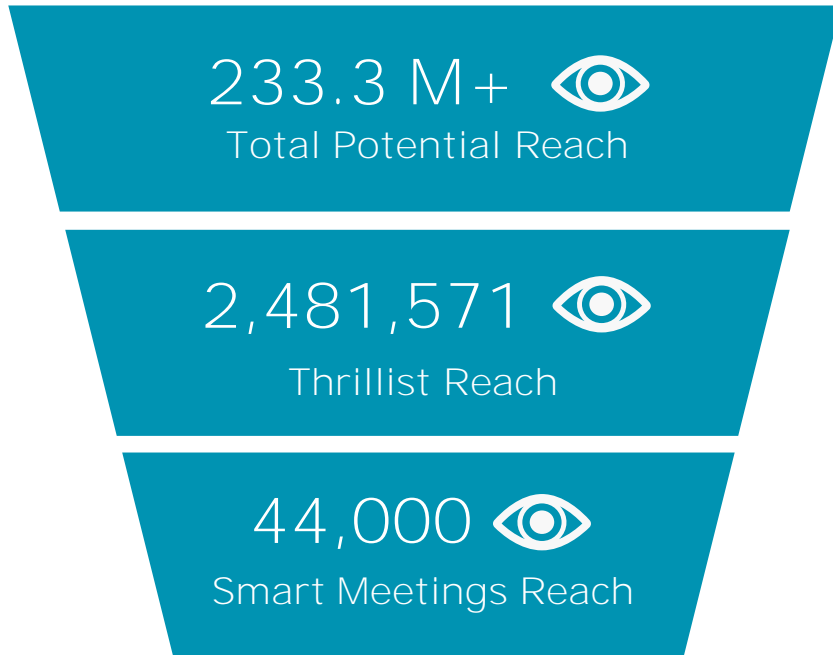 233.3 M+
Total Potential Reach
2,481,571
Thrillist Reach
44,000
Smart Meetings Reach